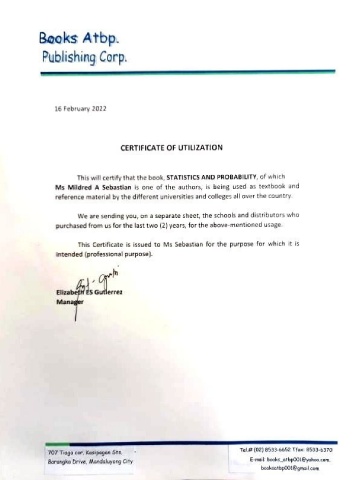 Books Atbp.
Publishing Corp.
16 February 2022
CERTIFICATE OF UTILIZATION
This will certify that the book, STATISTICS AND PROBABILITY, of which
Ms Mildred A Sebastian is one of the authors, is being used as textbook and
reference material by the different universities and colleges all over the country.
We are sending you, on a separate sheet, the schools and distributors who
purchased from us for the last two (2) years, for the above-mentioned usage.
This Certificate is issued to Ms Sebastian for the purpose for which it is
intended (professional purpose).
Elizabeth ES Gutierrez
Manager
707 Tiaga cor. Kasipagan Sts.
Barangka Drive, Mandaluyong City
Tel.# (02) 8533-6652 Tfax: 8533-6370
E-mail: books_atbp001@yahoo.com,
booksatbp001@gmail.com